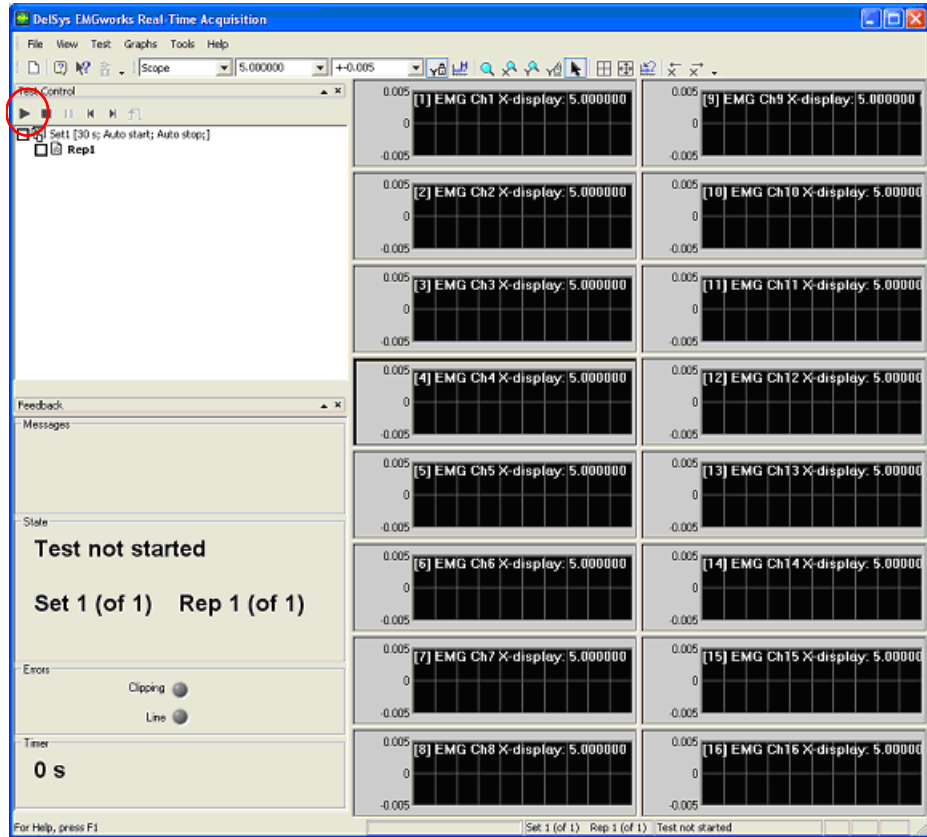 DelSys EMGworks Real-Time Acquisition
File View Test Graphs Tools Help
Scope 5.000000 +-0.005
Test Control
Set1 [30 s; Auto start; Auto stop;]
Rep1
Feedback
Messages
State
Test not started
Set 1 (of 1) Rep 1 (of 1)
Errors
Clipping
Line
Timer
0 s
0.005
[1] EMG Ch1 X-display: 5.000000
0
-0.005
0.005
[2] EMG Ch2 X-display: 5.000000
0
-0.005
0.005
[3] EMG Ch3 X-display: 5.000000
0
-0.005
0.005
[4] EMG Ch4 X-display: 5.000000
0
-0.005
0.005
[5] EMG Ch5 X-display: 5.000000
0
-0.005
0.005
[6] EMG Ch6 X-display: 5.000000
0
-0.005
0.005
[7] EMG Ch7 X-display: 5.000000
0
-0.005
0.005
[8] EMG Ch8 X-display: 5.000000
0
-0.005
0.005
[9] EMG Ch9 X-display: 5.000000
0
-0.005
0.005
[10] EMG Ch10 X-display: 5.00000
0
-0.005
0.005
[11] EMG Ch11 X-display: 5.00000
0
-0.005
0.005
[12] EMG Ch12 X-display: 5.00000
0
-0.005
0.005
[13] EMG Ch13 X-display: 5.00000
0
-0.005
0.005
[14] EMG Ch14 X-display: 5.00000
0
-0.005
0.005
[15] EMG Ch15 X-display: 5.00000
0
-0.005
0.005
[16] EMG Ch16 X-display: 5.00000
0
-0.005
For Help, press F1
Set 1 (of 1) Rep 1 (of 1) Test not started